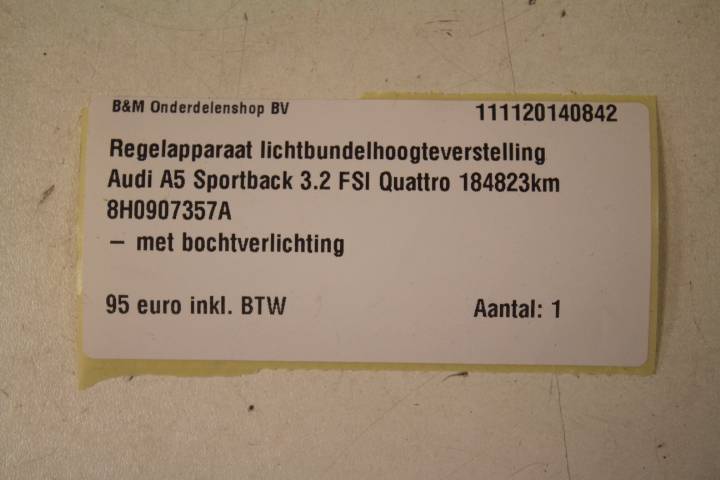 B&M Onderdelenshop BV 111120140842
Regelapparaat lichtbundelhoogteverstelling
Audi A5 Sportback 3.2 FSI Quattro 184823km
8H0907357A
– met bochtverlichting
95 euro inkl. BTW Aantal: 1